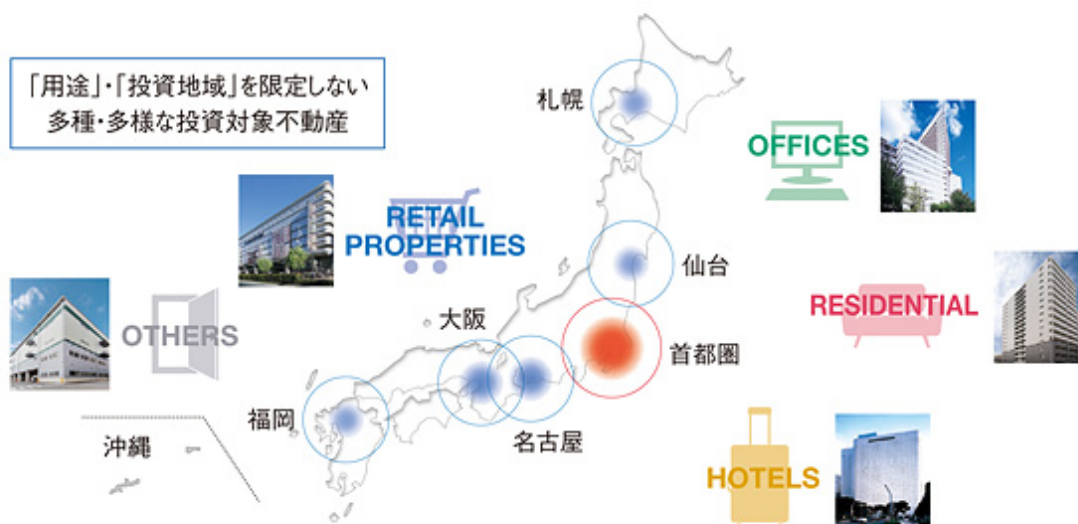 「用途」・「投資地域」を限定しない
多種・多様な投資対象不動産
札幌
OFFICES
RETAIL
PROPERTIES
仙台
RESIDENTIAL
OTHERS
大阪
首都圏
福岡
名古屋
沖縄
HOTELS